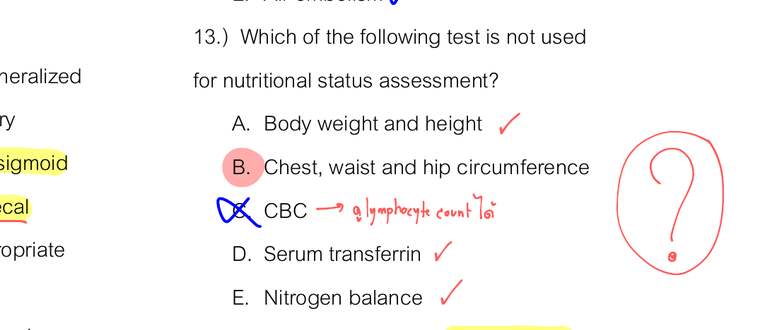 13.) Which of the following test is not used
neralized
for nutritional status assessment?
ry
A. Body weight and height
sigmoid
B. Chest, waist and hip circumference
ecal
C. CBC → ดู lymphocyte count ได้
?
ropriate
D. Serum transferrin
E. Nitrogen balance